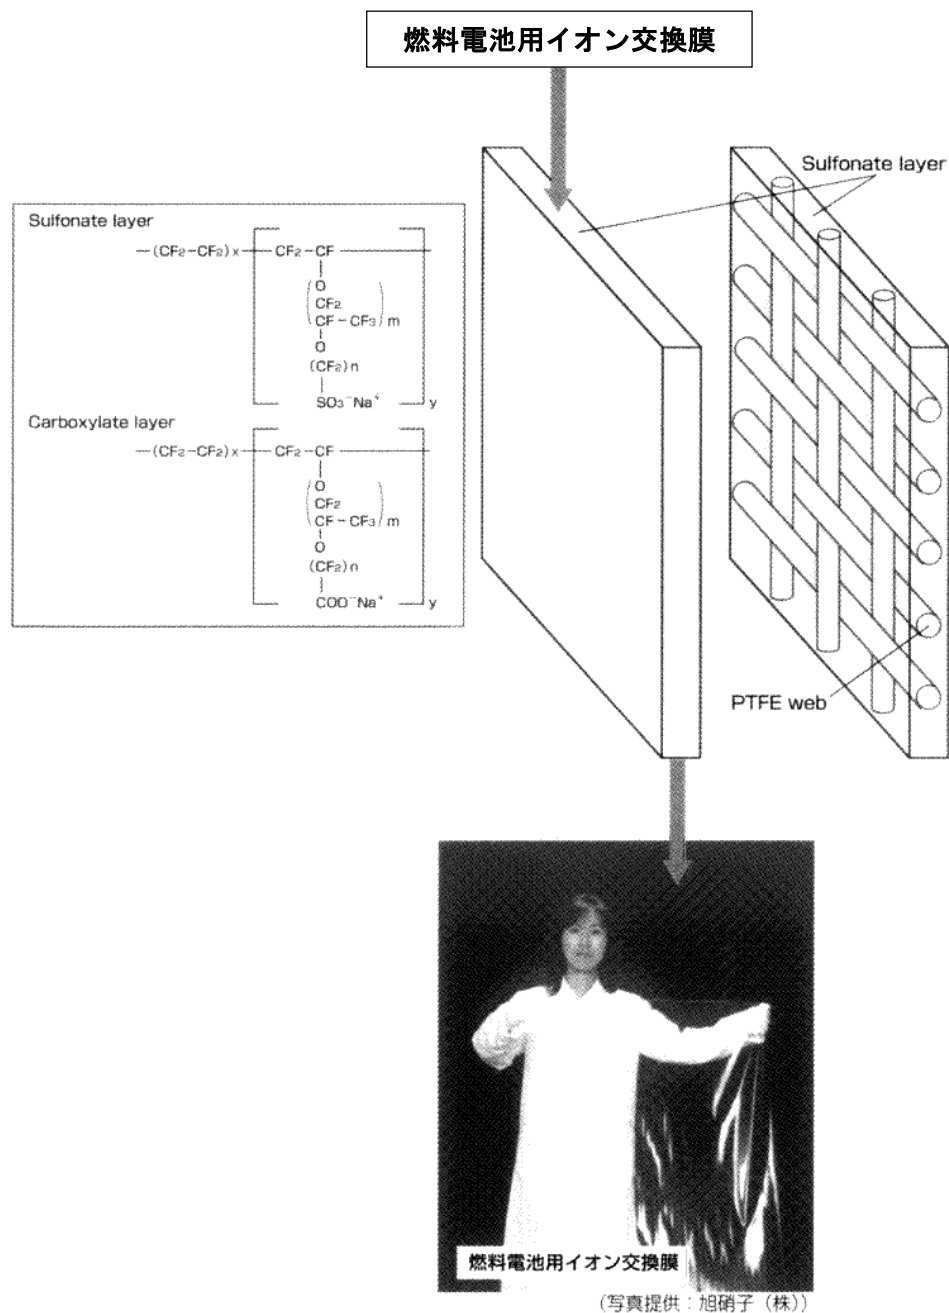 燃料電池用イオン交換膜
Sulfonate layer
Sulfonate layer
—(CF2-CF2)x—CF2—CF—
O
CF2
CF—CF3)m
O
(CF2)n
SO3⁻Na⁺ y
Carboxylate layer
—(CF2-CF2)x—CF2—CF—
O
CF2
CF—CF3)m
O
(CF2)n
COO⁻Na⁺ y
PTFE web
燃料電池用イオン交換膜
(写真提供:旭硝子(株))